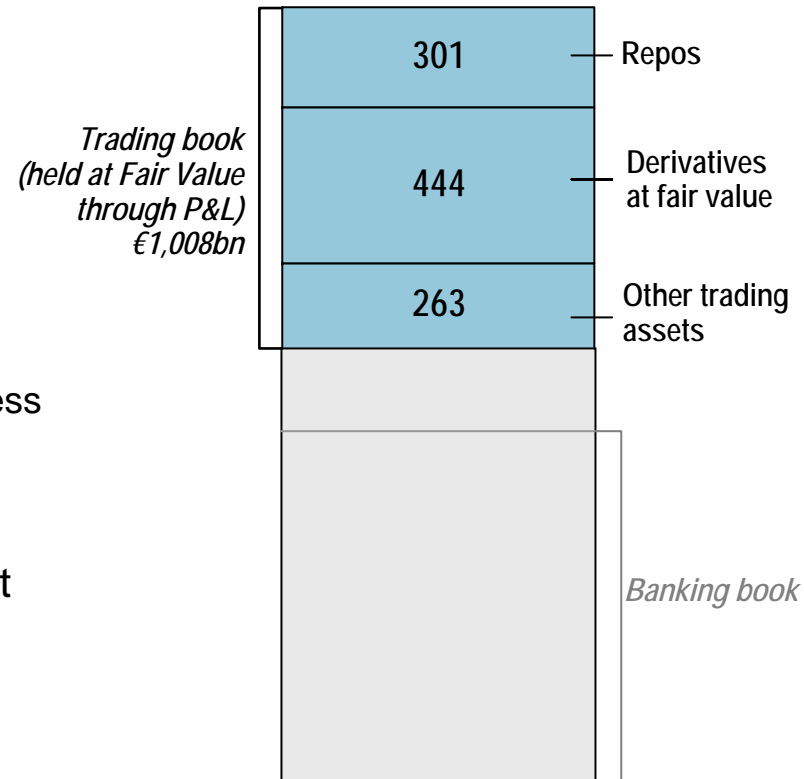 301
Repos
Trading book
(held at Fair Value
through P&L)
€1,008bn
444
Derivatives
at fair value
263
Other trading
assets
ess
t
Banking book